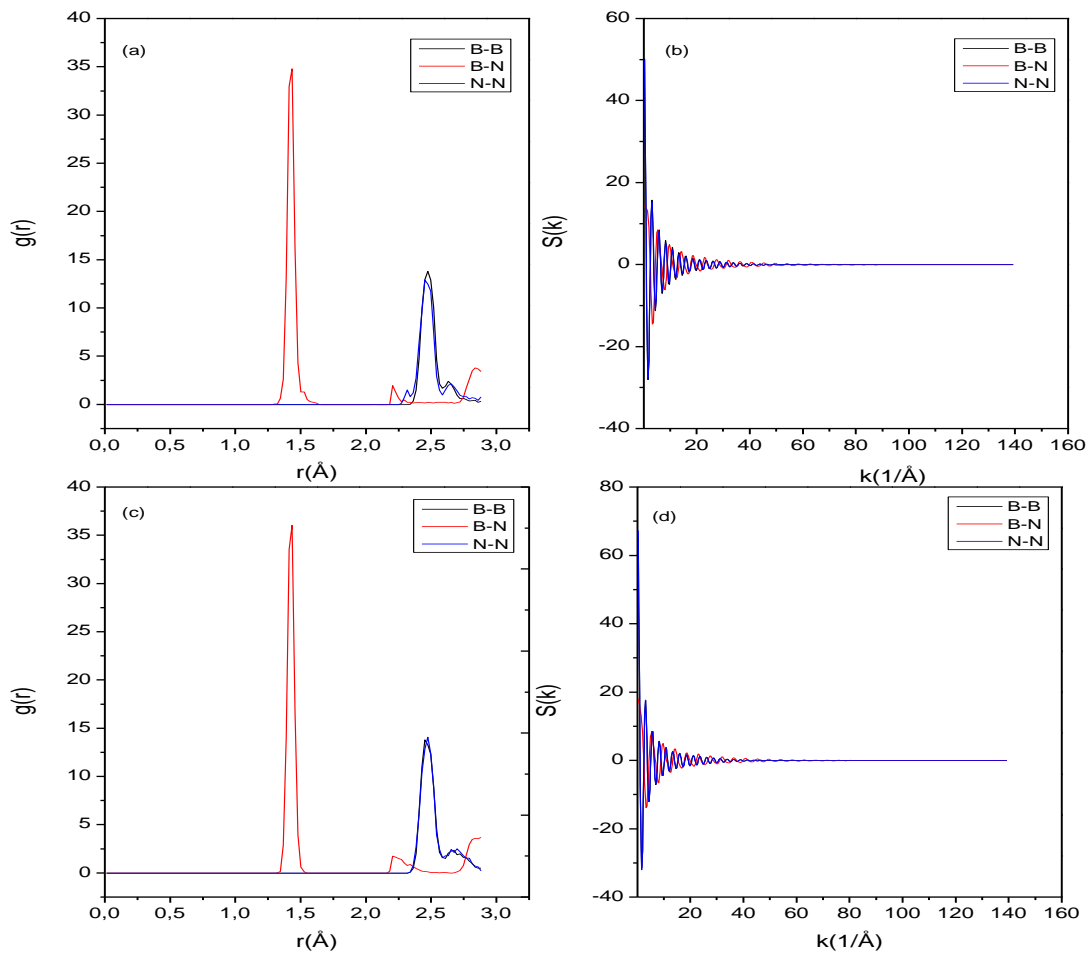 (a)
B-B
B-N
N-N
40
35
30
25
20
15
10
5
0
g(r)
0,0
0,5
1,0
1,5
2,0
2,5
3,0
r(Å)
(b)
B-B
B-N
N-N
60
40
20
0
-20
-40
S(k)
20
40
60
80
100
120
140
160
k(1/Å)
(c)
B-B
B-N
N-N
40
35
30
25
20
15
10
5
0
g(r)
0,0
0,5
1,0
1,5
2,0
2,5
3,0
r(Å)
(d)
B-B
B-N
N-N
80
60
40
20
0
-20
-40
S(k)
20
40
60
80
100
120
140
160
k(1/Å)